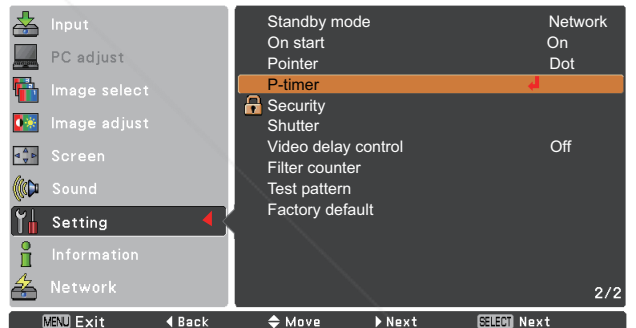 Input
PC adjust
Image select
Image adjust
Screen
Sound
Setting
Information
Network
Standby mode Network
On start On
Pointer Dot
P-timer
Security
Shutter
Video delay control Off
Filter counter
Test pattern
Factory default
2/2
MENU Exit Back Move Next SELECT Next